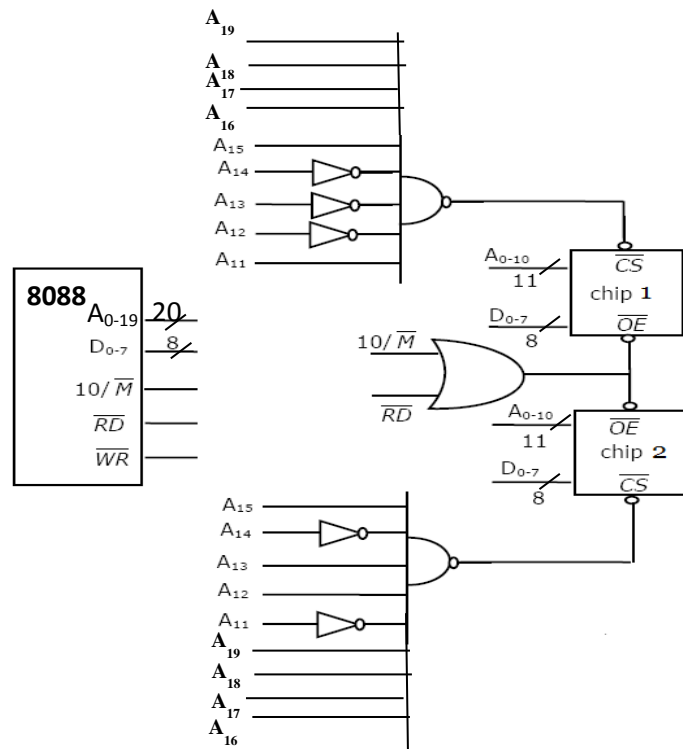 A19
A18
A17
A16
A15
A14
A13
A12
A11
A0-10
11
CS
chip 1
D0-7
8
OE
8088
A0-19
20
D0-7
8
10/M
RD
WR
10/M
RD
A0-10
11
OE
chip 2
D0-7
8
CS
A15
A14
A13
A12
A11
A19
A18
A17
A16